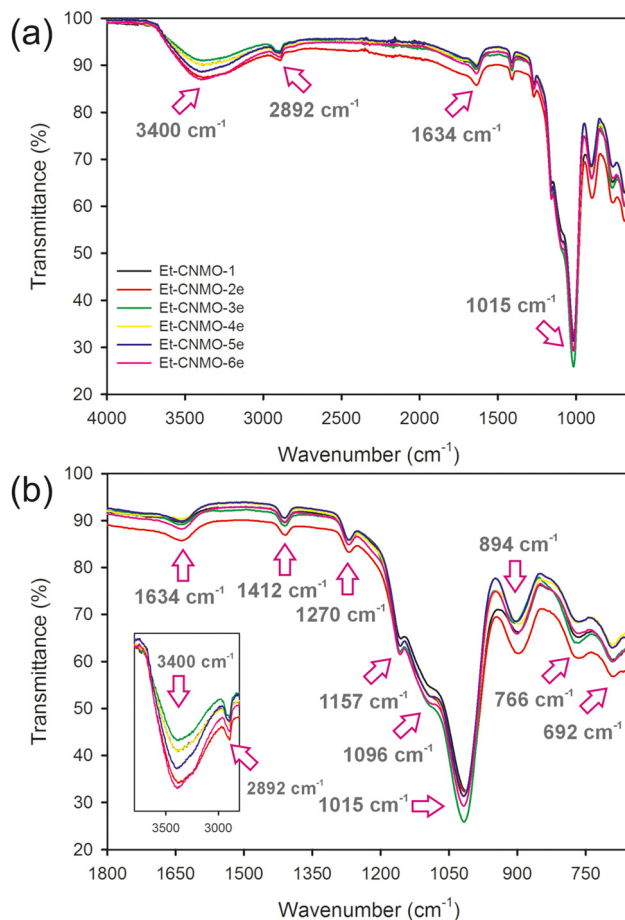 (a)
100
90
80
70
60
50
40
30
20
Transmittance (%)
3400 cm⁻¹
2892 cm⁻¹
1634 cm⁻¹
1015 cm⁻¹
Et-CNMO-1
Et-CNMO-2e
Et-CNMO-3e
Et-CNMO-4e
Et-CNMO-5e
Et-CNMO-6e
4000 3500 3000 2500 2000 1500 1000
Wavenumber (cm⁻¹)
(b)
100
90
80
70
60
50
40
30
20
Transmittance (%)
1634 cm⁻¹
1412 cm⁻¹
1270 cm⁻¹
894 cm⁻¹
3400 cm⁻¹
2892 cm⁻¹
3500 3000
1157 cm⁻¹
1096 cm⁻¹
1015 cm⁻¹
766 cm⁻¹
692 cm⁻¹
1800 1650 1500 1350 1200 1050 900 750
Wavenumber (cm⁻¹)